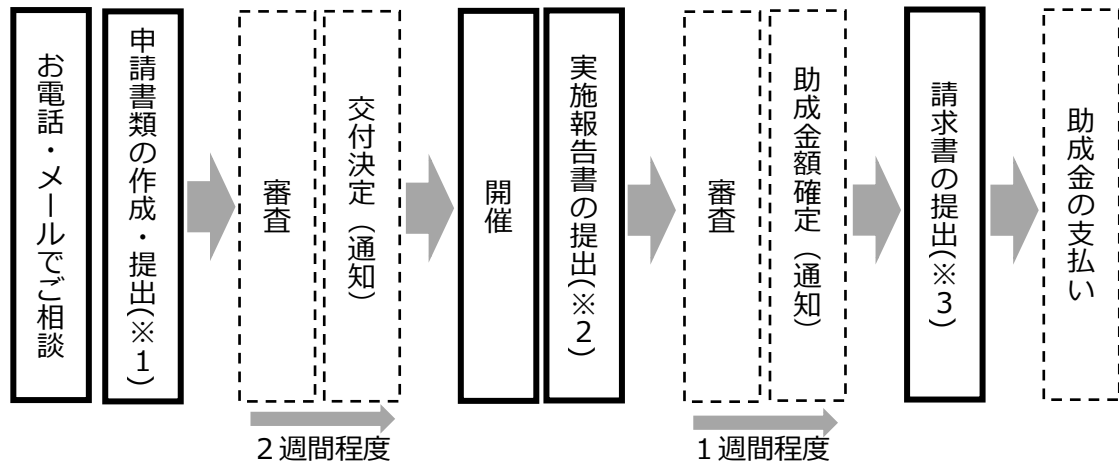 お電話・メールでご相談
申請書類の作成・提出(※1)
審査
交付決定（通知）
開催
実施報告書の提出(※2)
審査
助成金額確定（通知）
請求書の提出(※3)
助成金の支払い
２週間程度
１週間程度